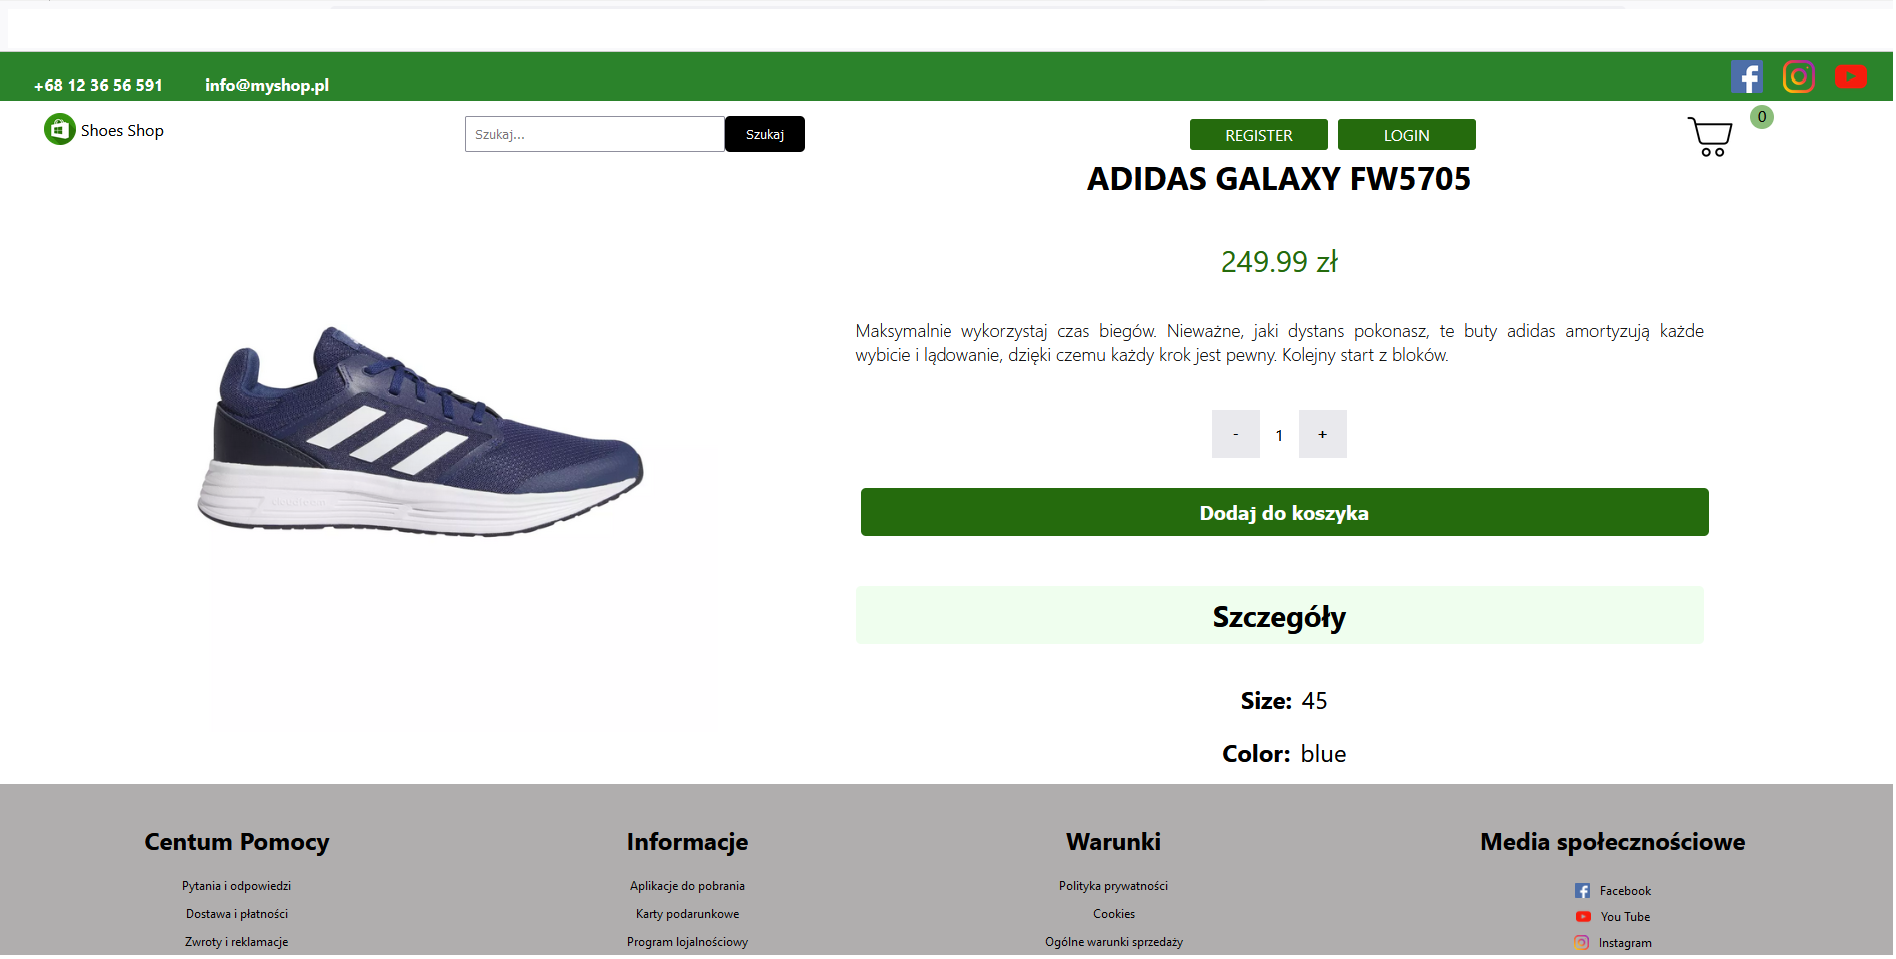 +68 12 36 56 591
info@myshop.pl
Shoes Shop
Szukaj...
Szukaj
REGISTER
LOGIN
0
ADIDAS GALAXY FW5705
249.99 zł
Maksymalnie wykorzystaj czas biegów. Nieważne, jaki dystans pokonasz, te buty adidas amortyzują każde
wybicie i lądowanie, dzięki czemu każdy krok jest pewny. Kolejny start z bloków.
- 1 +
Dodaj do koszyka
Szczegóły
Size: 45
Color: blue
Centum Pomocy
Pytania i odpowiedzi
Dostawa i płatności
Zwroty i reklamacje
Informacje
Aplikacje do pobrania
Karty podarunkowe
Program lojalnościowy
Warunki
Polityka prywatności
Cookies
Ogólne warunki sprzedaży
Media społecznościowe
Facebook
You Tube
Instagram